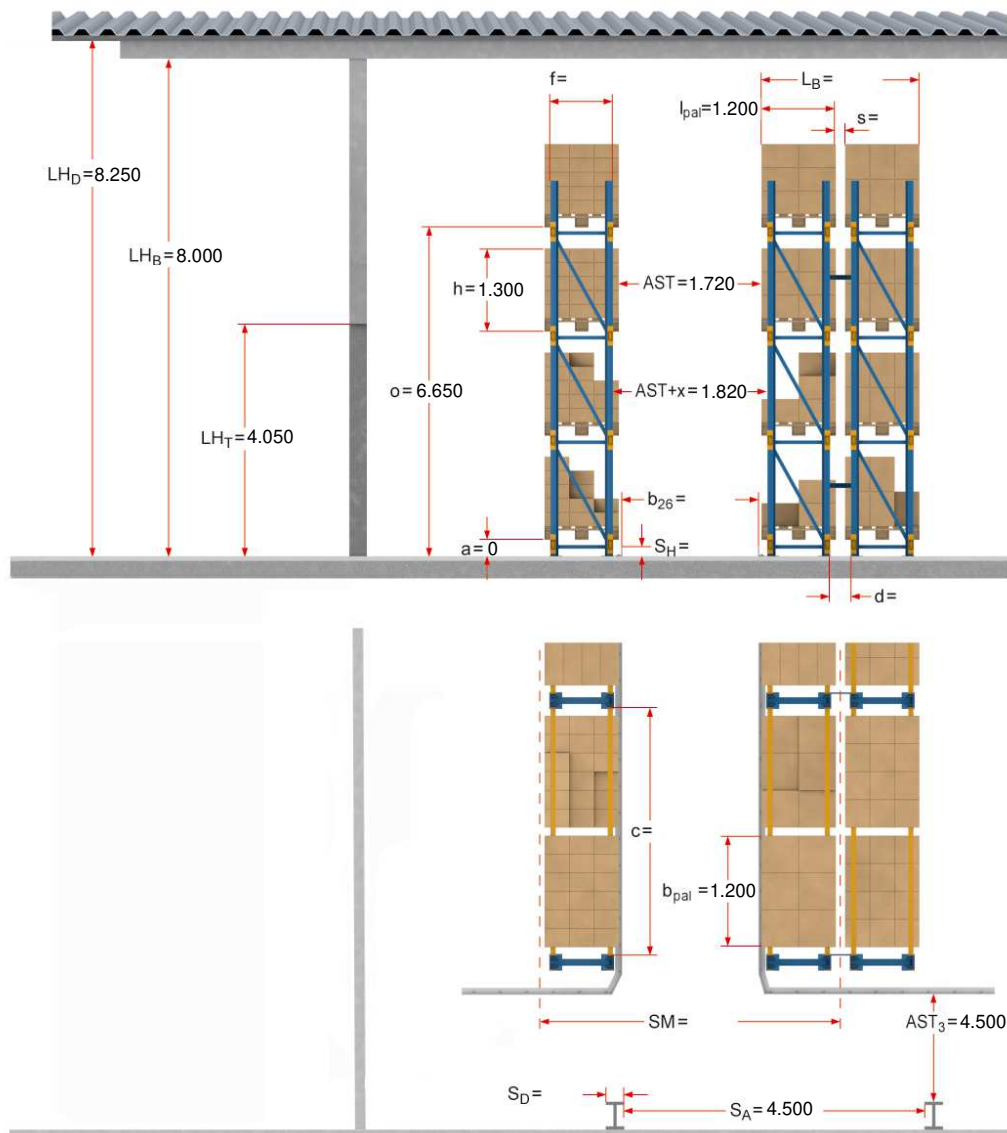 f=
L_B=
l_pal=1.200
s=
LH_D=8.250
LH_B=8.000
h=1.300
AST=1.720
o=6.650
AST+x=1.820
LH_T=4.050
b_26=
a=0
S_H=
d=
c=
b_pal=1.200
SM=
AST_3=4.500
S_D=
S_A=4.500